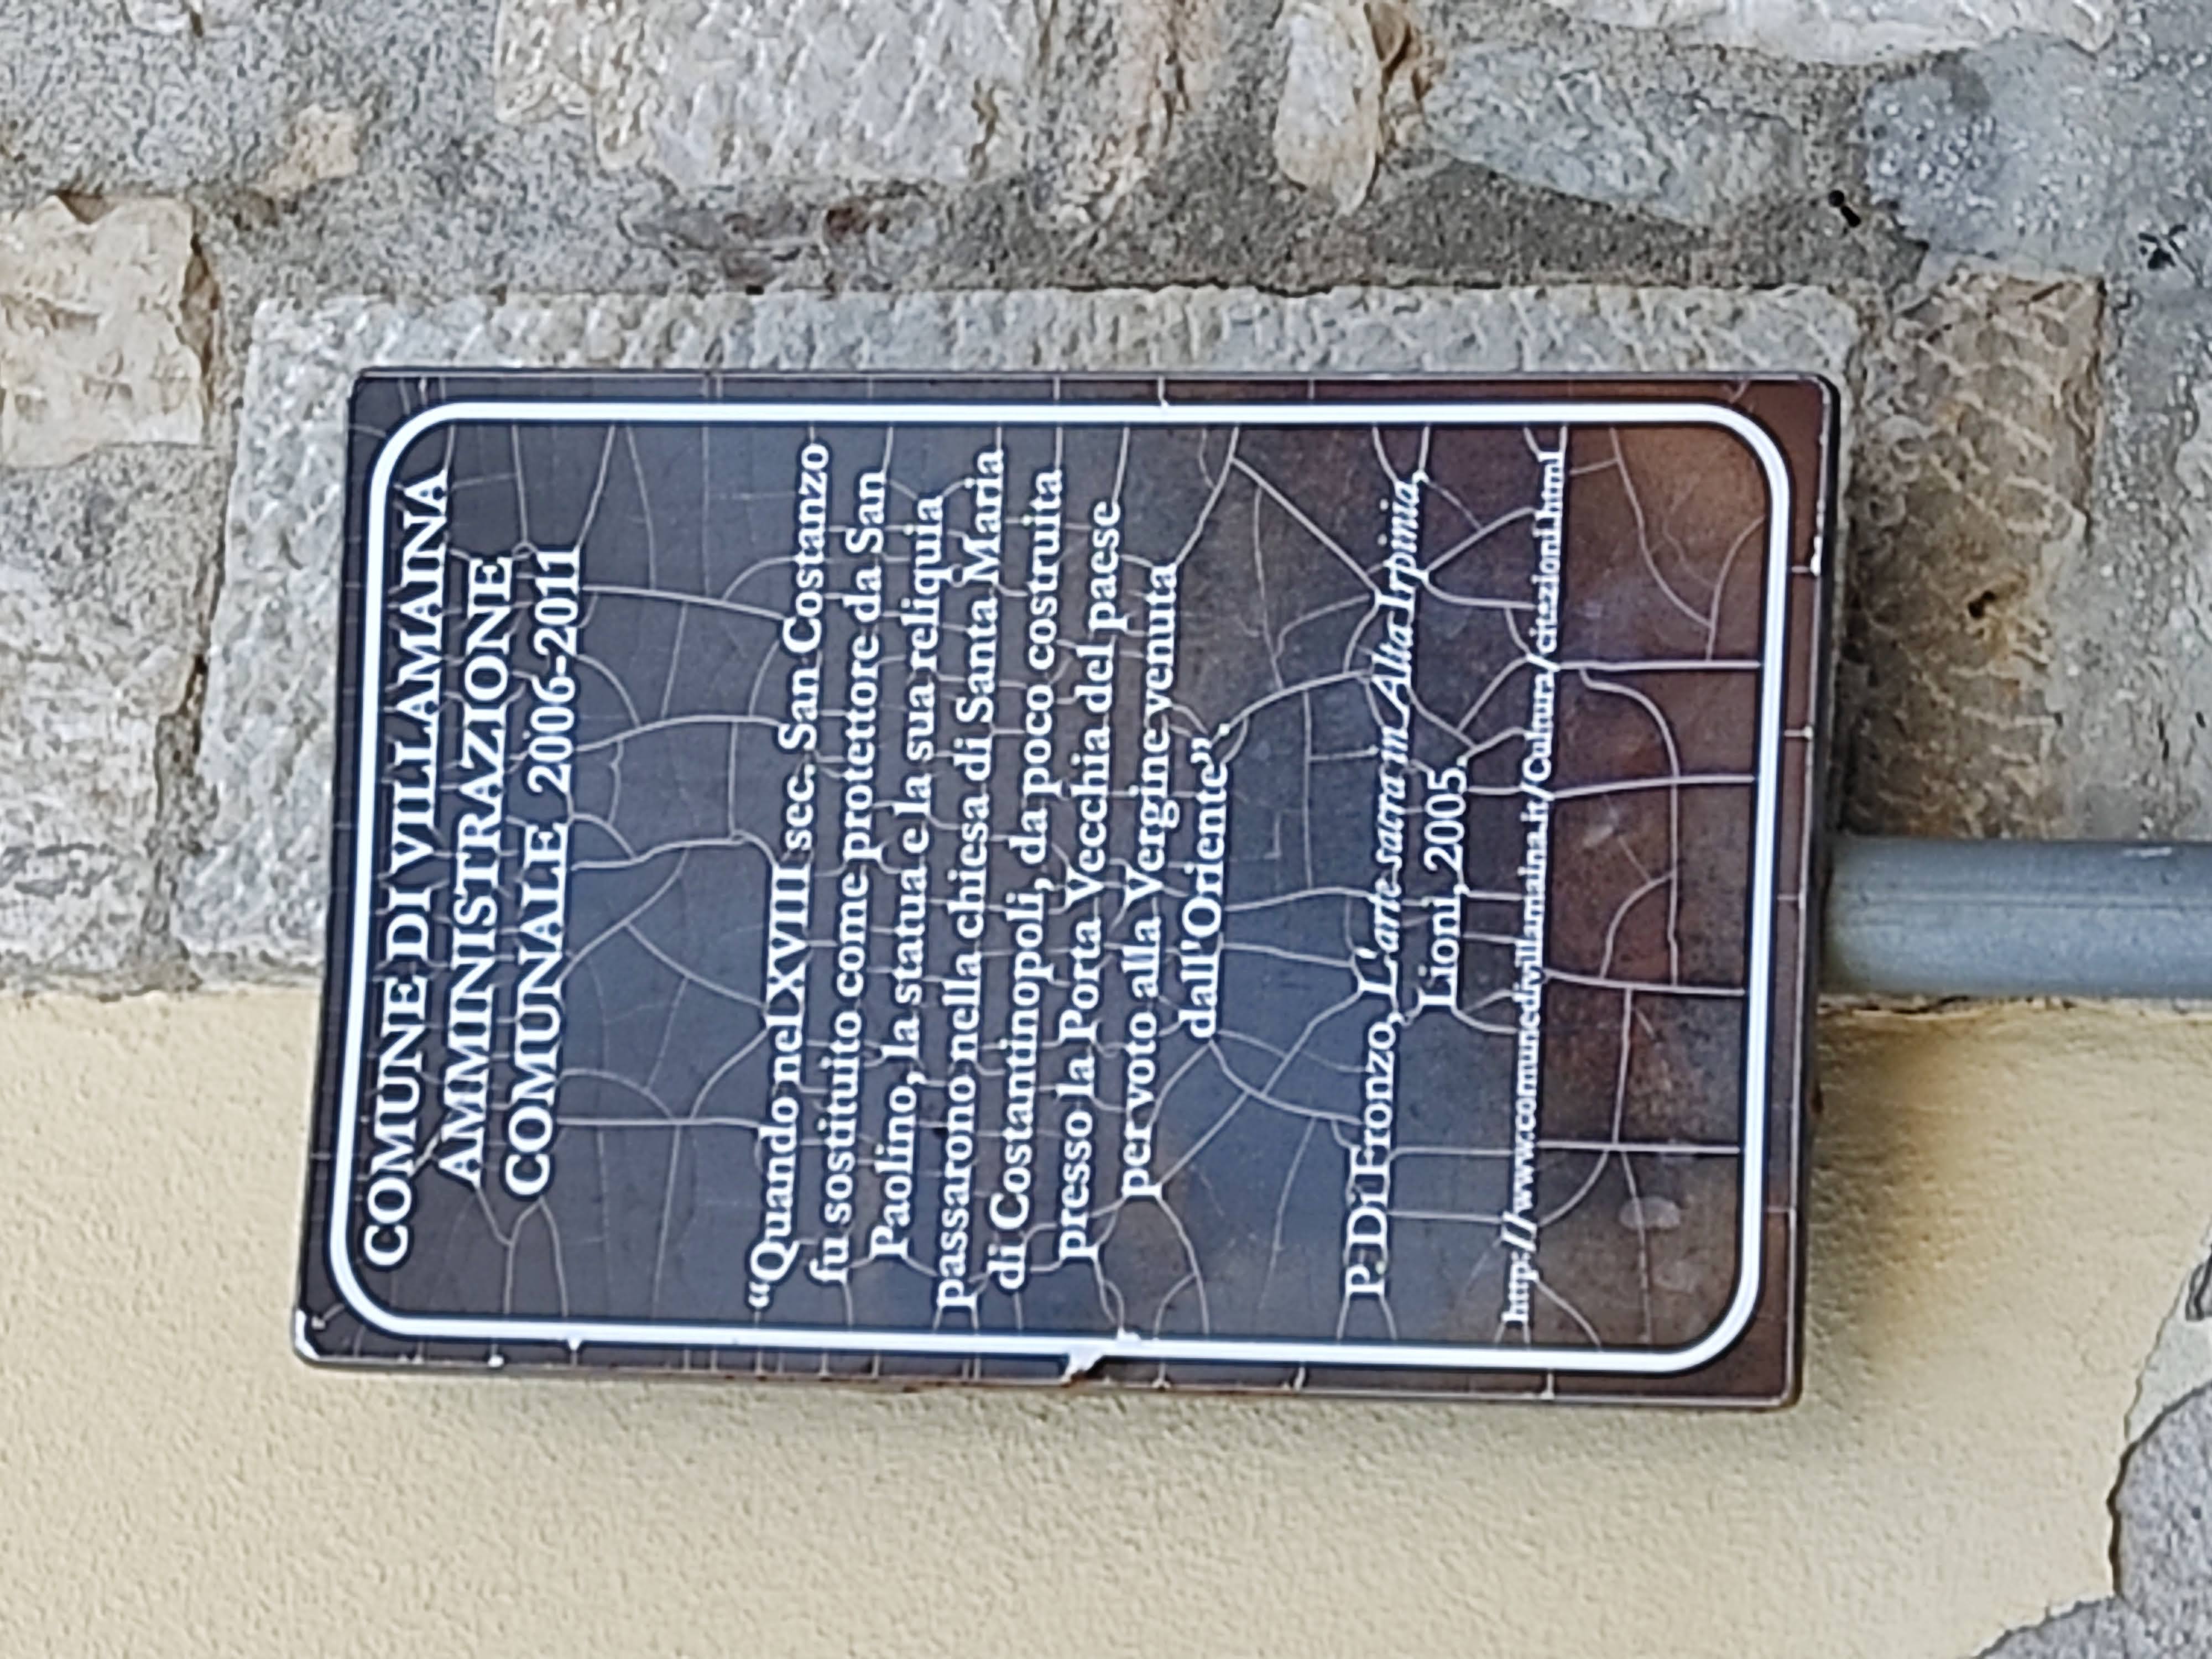 COMUNE DI VILLAMAINA
AMMINISTRAZIONE
COMUNALE 2006-2011
“Quando nel XVIII sec. San Costanzo
fu sostituito come protettore da San
Paolino, la statua e la sua reliquia
passarono nella chiesa di Santa Maria
di Costantinopoli, da poco costruita
presso la Porta Vecchia del paese
per voto alla Vergine venuta
dall'Oriente”.
P. Di Fronzo, L'arte sacra in Alta Irpinia,
Lioni, 2005.
http://www.comunedivillamaina.it/Cultura/citazioni.html